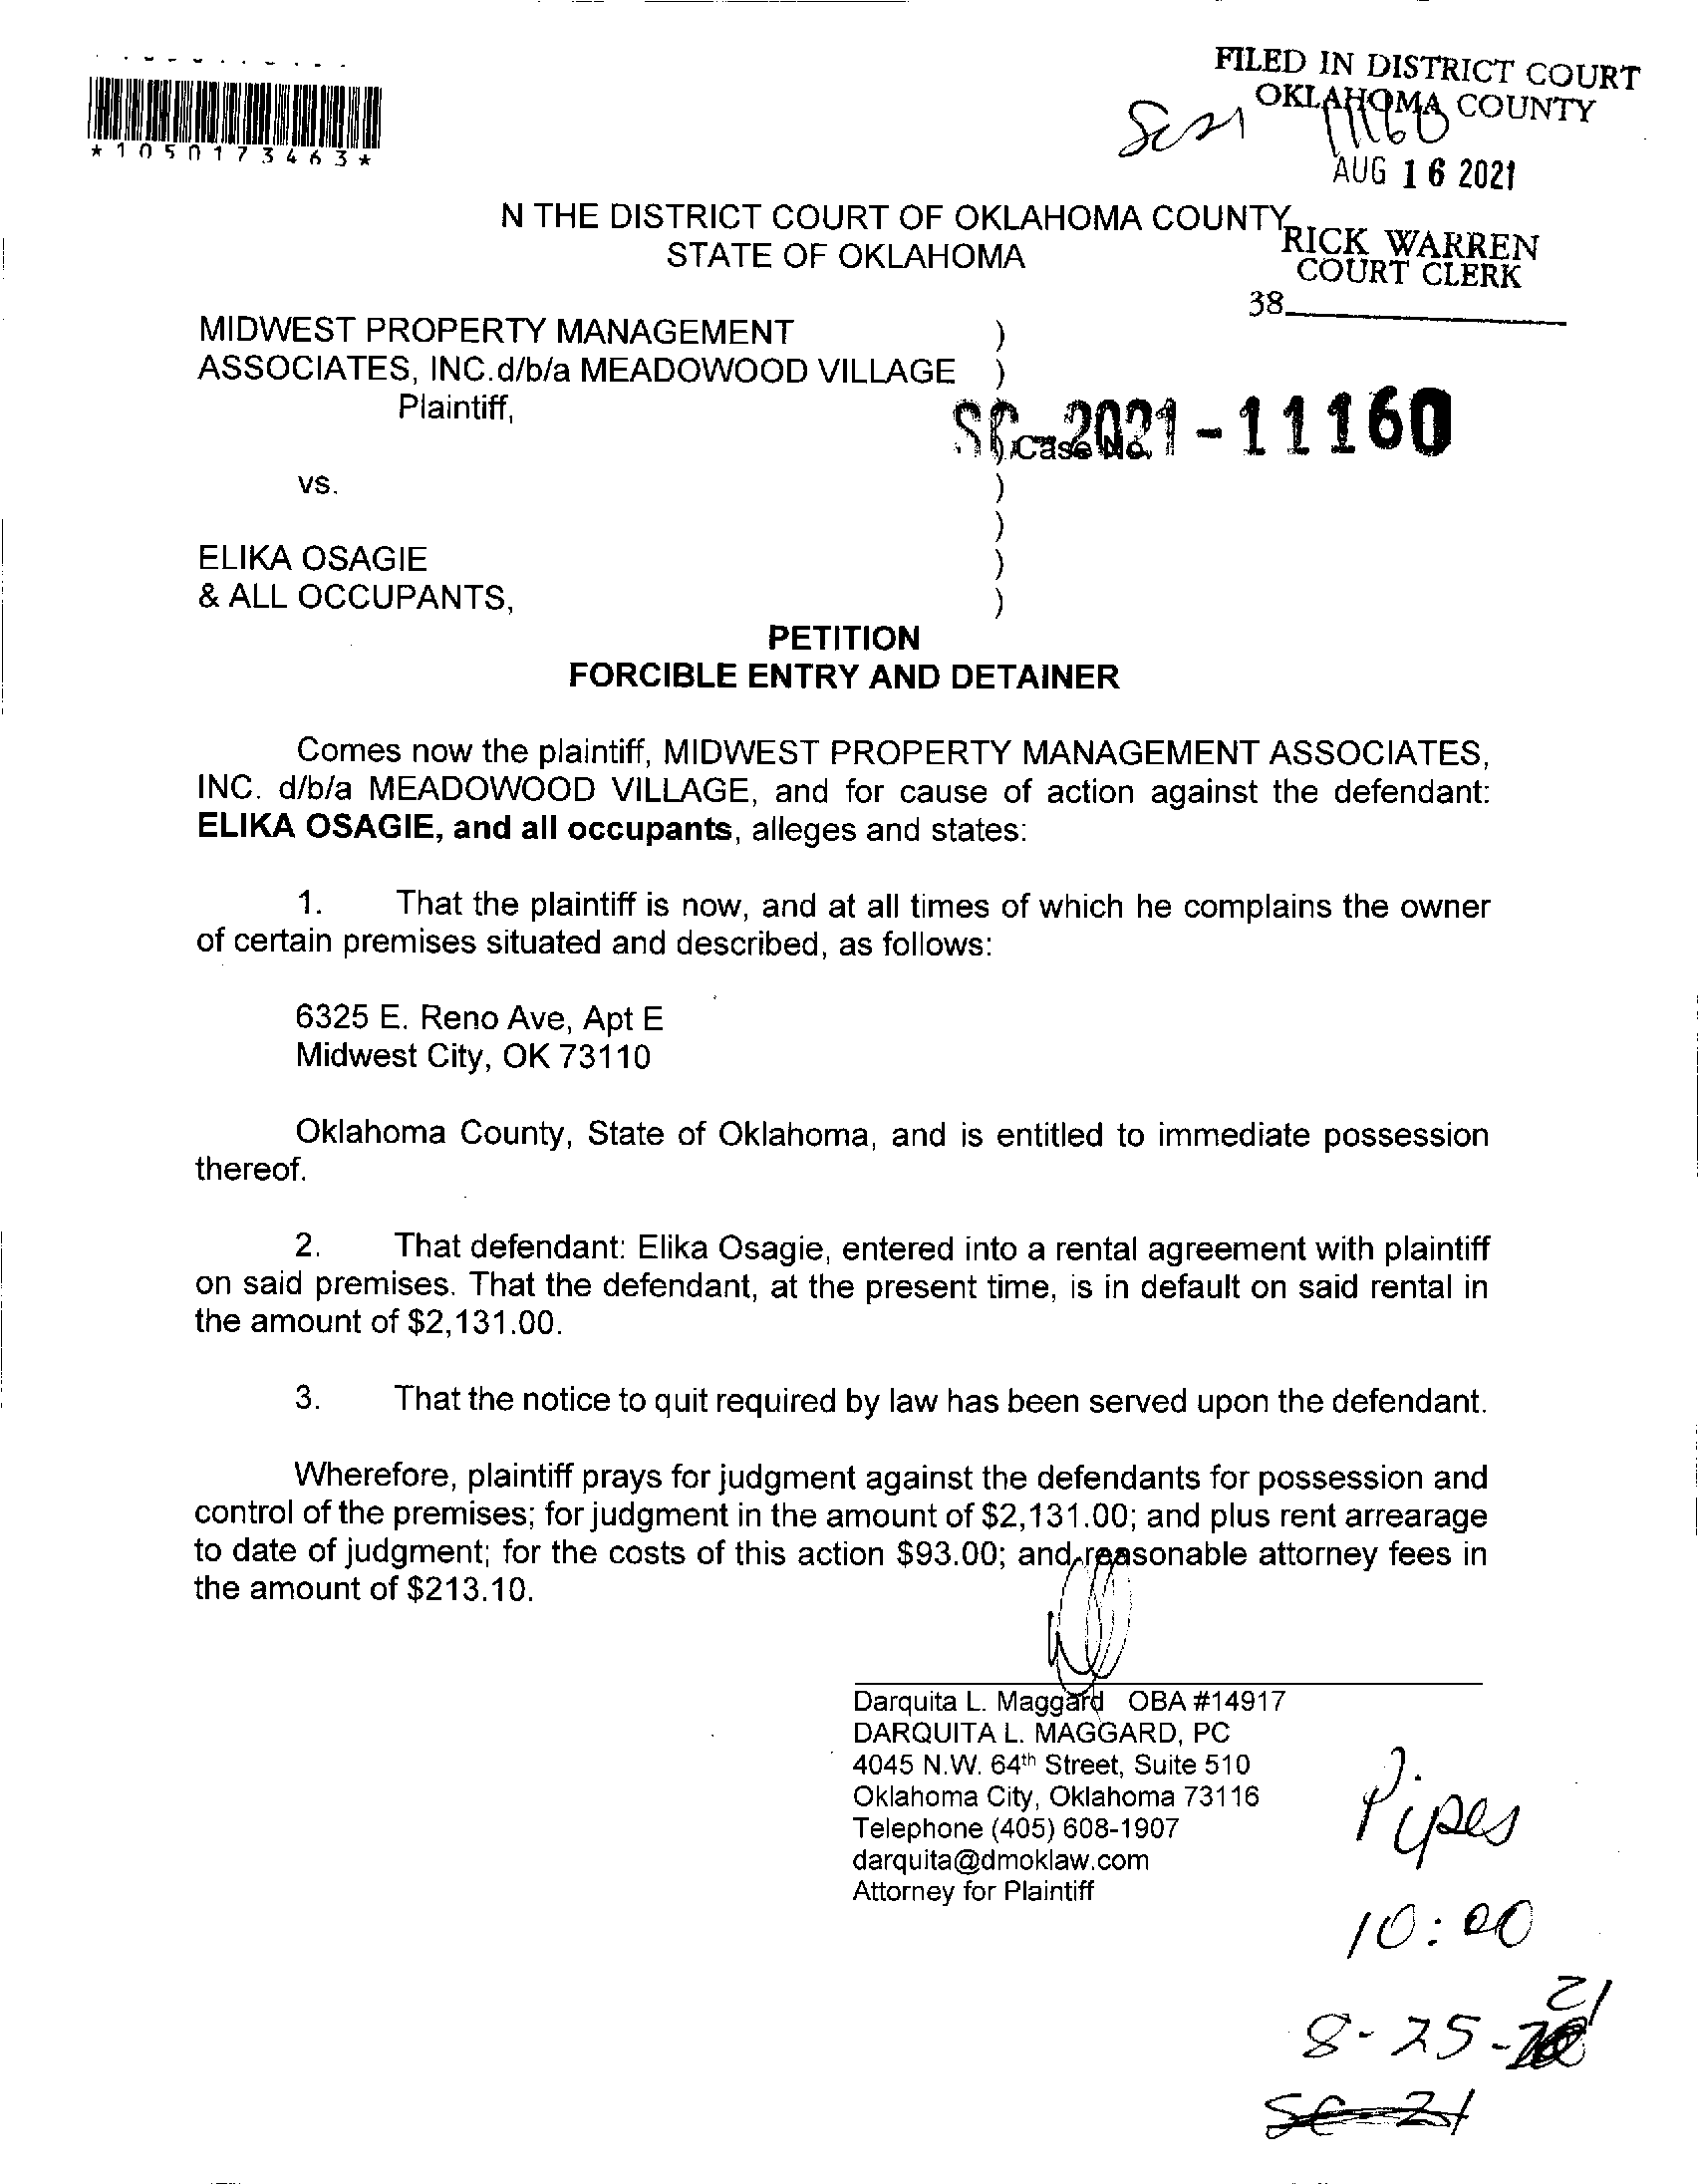 *1050173463*
FILED IN DISTRICT COURT
OKLAHOMA COUNTY
SC21 11160
AUG 16 2021
RICK WARREN
COURT CLERK
38
N THE DISTRICT COURT OF OKLAHOMA COUNTY
STATE OF OKLAHOMA
MIDWEST PROPERTY MANAGEMENT )
ASSOCIATES, INC.d/b/a MEADOWOOD VILLAGE )
Plaintiff, )
SC-2021-11160
Case No.
vs. )
)
ELIKA OSAGIE )
& ALL OCCUPANTS, )
PETITION
FORCIBLE ENTRY AND DETAINER
Comes now the plaintiff, MIDWEST PROPERTY MANAGEMENT ASSOCIATES,
INC. d/b/a MEADOWOOD VILLAGE, and for cause of action against the defendant:
ELIKA OSAGIE, and all occupants, alleges and states:
1. That the plaintiff is now, and at all times of which he complains the owner
of certain premises situated and described, as follows:
6325 E. Reno Ave, Apt E
Midwest City, OK 73110
Oklahoma County, State of Oklahoma, and is entitled to immediate possession
thereof.
2. That defendant: Elika Osagie, entered into a rental agreement with plaintiff
on said premises. That the defendant, at the present time, is in default on said rental in
the amount of $2,131.00.
3. That the notice to quit required by law has been served upon the defendant.
Wherefore, plaintiff prays for judgment against the defendants for possession and
control of the premises; for judgment in the amount of $2,131.00; and plus rent arrearage
to date of judgment; for the costs of this action $93.00; and reasonable attorney fees in
the amount of $213.10.
Darquita L. Maggard OBA #14917
DARQUITA L. MAGGARD, PC
4045 N.W. 64th Street, Suite 510
Oklahoma City, Oklahoma 73116
Telephone (405) 608-1907
darquita@dmoklaw.com
Attorney for Plaintiff
Pipes
10:00
8-25-21
SC-21